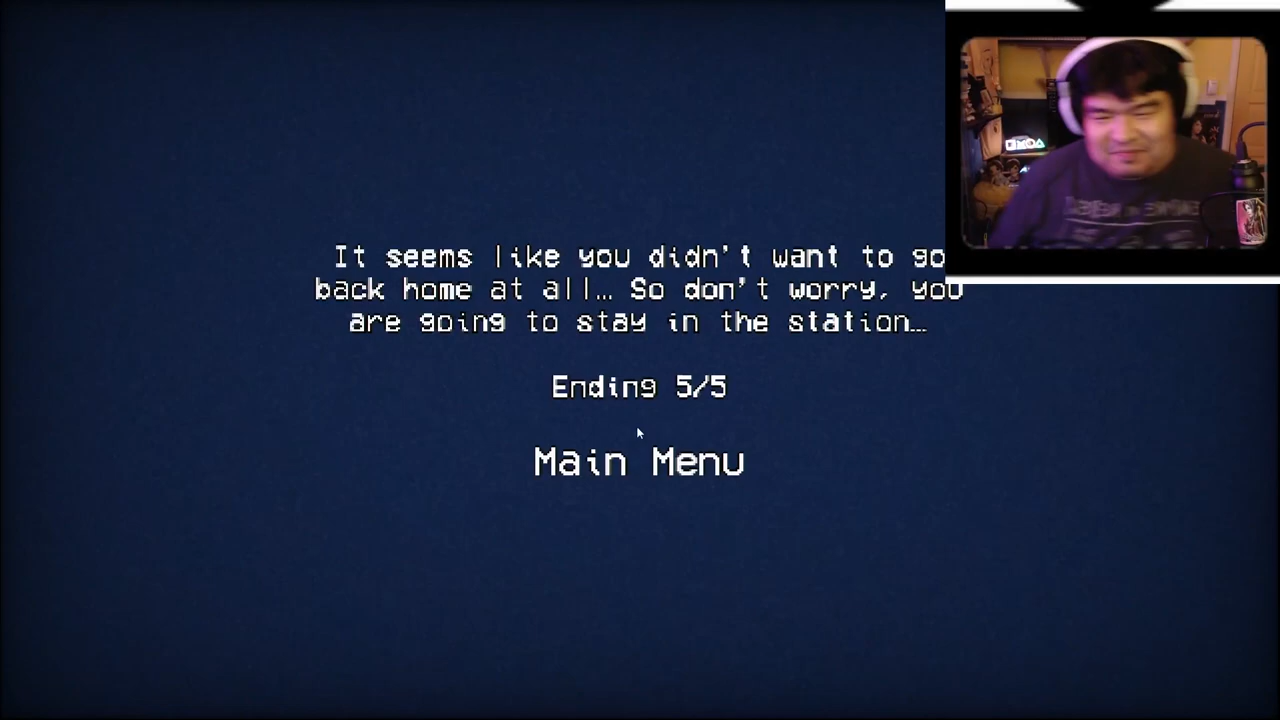 It seems like you didn't want to go
back home at all... So don't worry, you
are going to stay in the station...
Ending 5/5
Main Menu